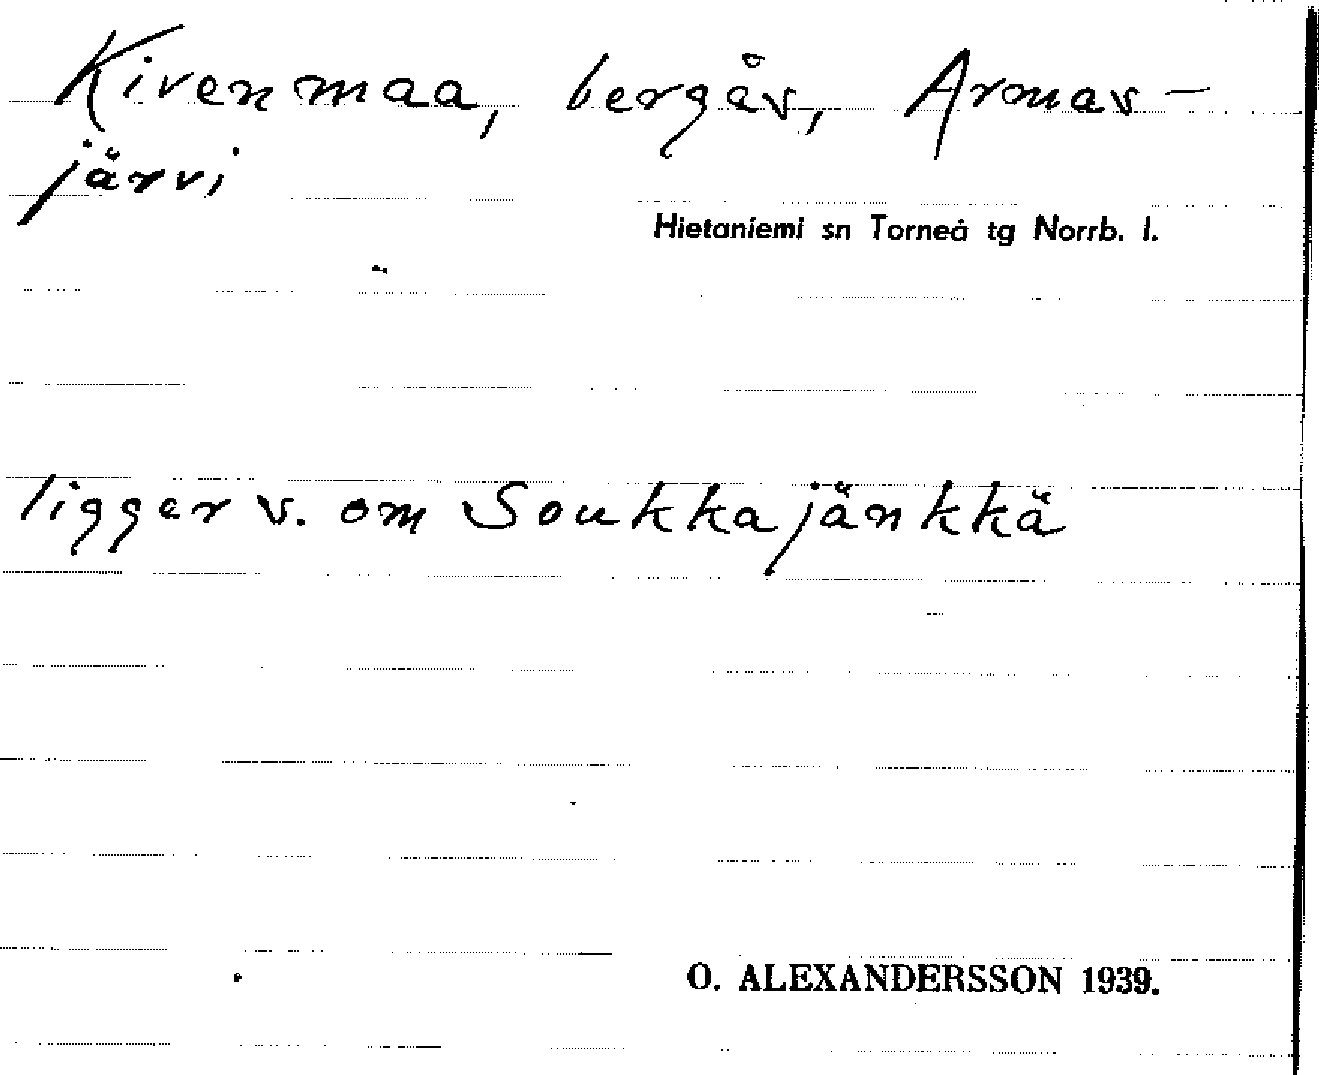 Kivenmaa, bergås, Armas-
järvi
Hietaniemi sn Torneå tg Norrb. l.
ligger v. om Soukkajänkkä
O. ALEXANDERSSON 1939.